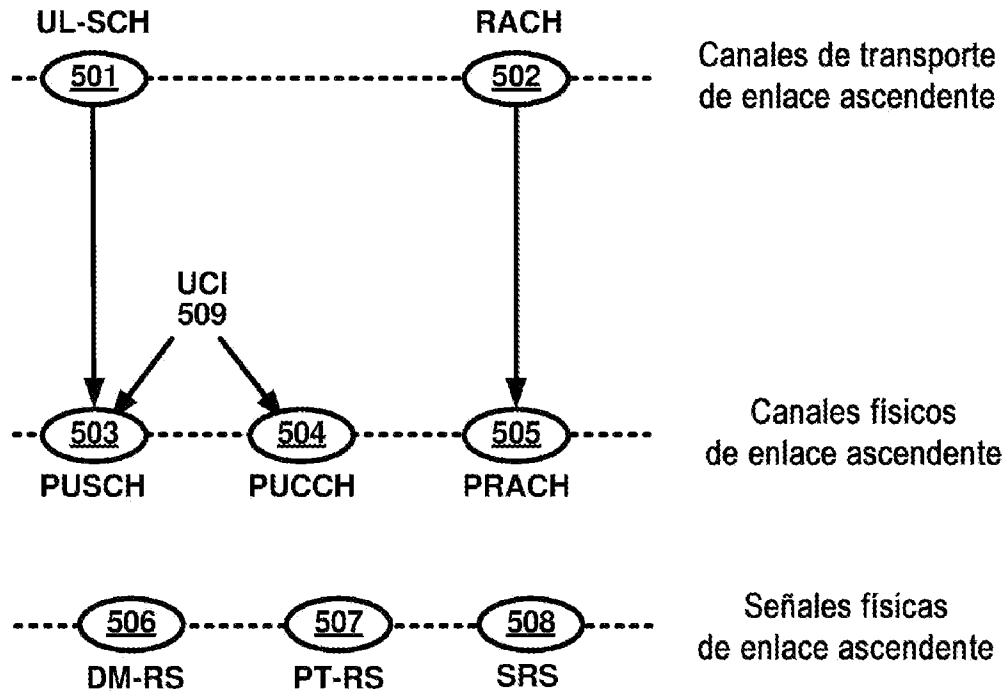 UL-SCH
RACH
501
502
Canales de transporte
de enlace ascendente
UCI
509
503
504
505
Canales físicos
de enlace ascendente
PUSCH
PUCCH
PRACH
506
507
508
Señales físicas
de enlace ascendente
DM-RS
PT-RS
SRS